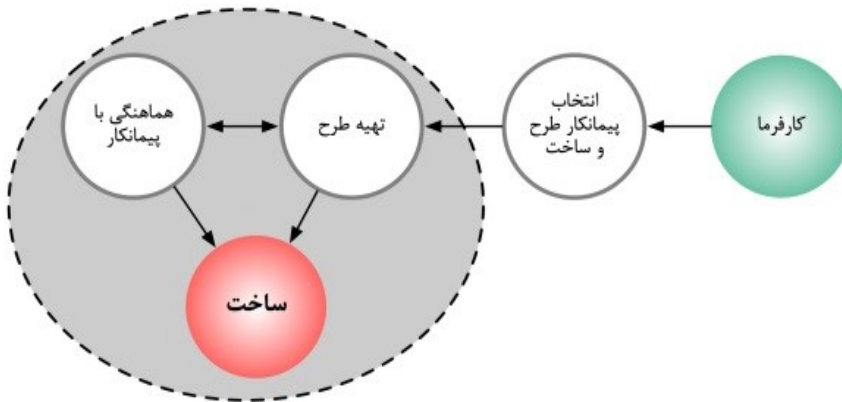 کارفرما
انتخاب
پیمانکار طرح
و ساخت
تهیه طرح
هماهنگی با
پیمانکار
ساخت